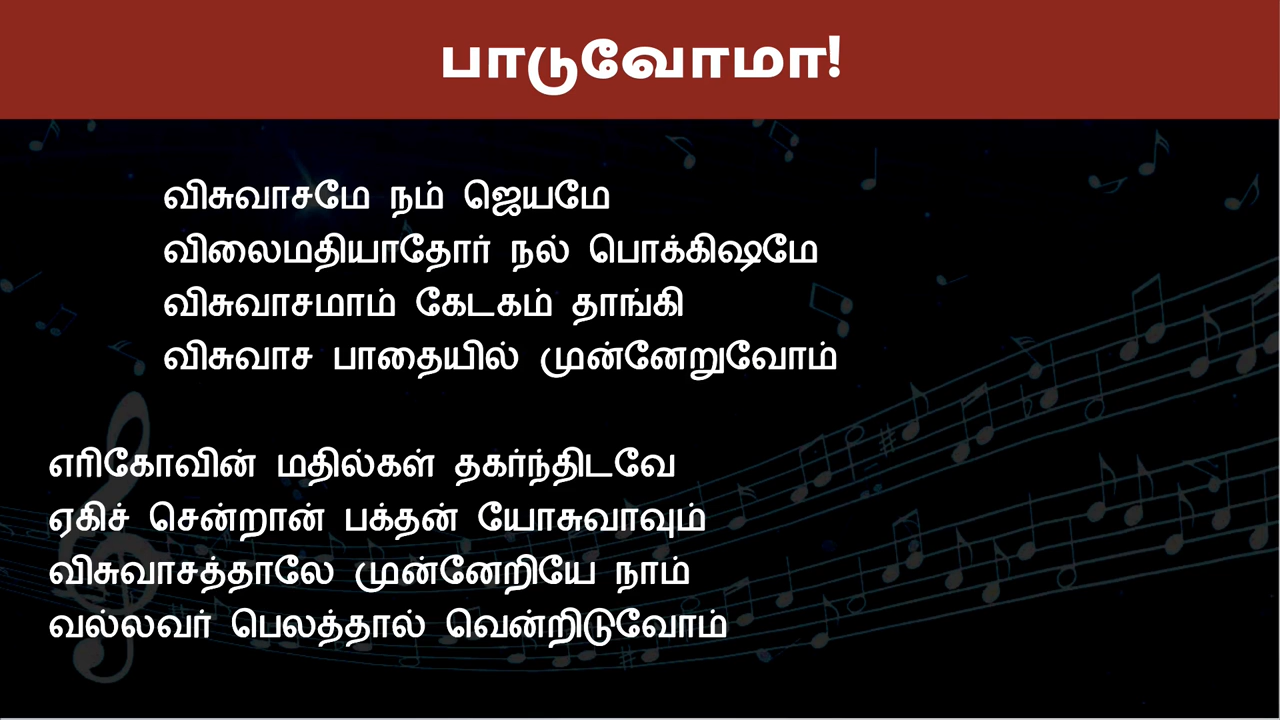 பாடுவோமா!
விசுவாசமே நம் ஜெயமே
விலைமதியாதோர் நல் பொக்கிஷமே
விசுவாசமாம் கேடகம் தாங்கி
விசுவாச பாதையில் முன்னேறுவோம்
எரிகோவின் மதில்கள் தகர்ந்திடவே
ஏகிச் சென்றான் பக்தன் யோசுவாவும்
விசுவாசத்தாலே முன்னேறியே நாம்
வல்லவர் பெலத்தால் வென்றிடுவோம்